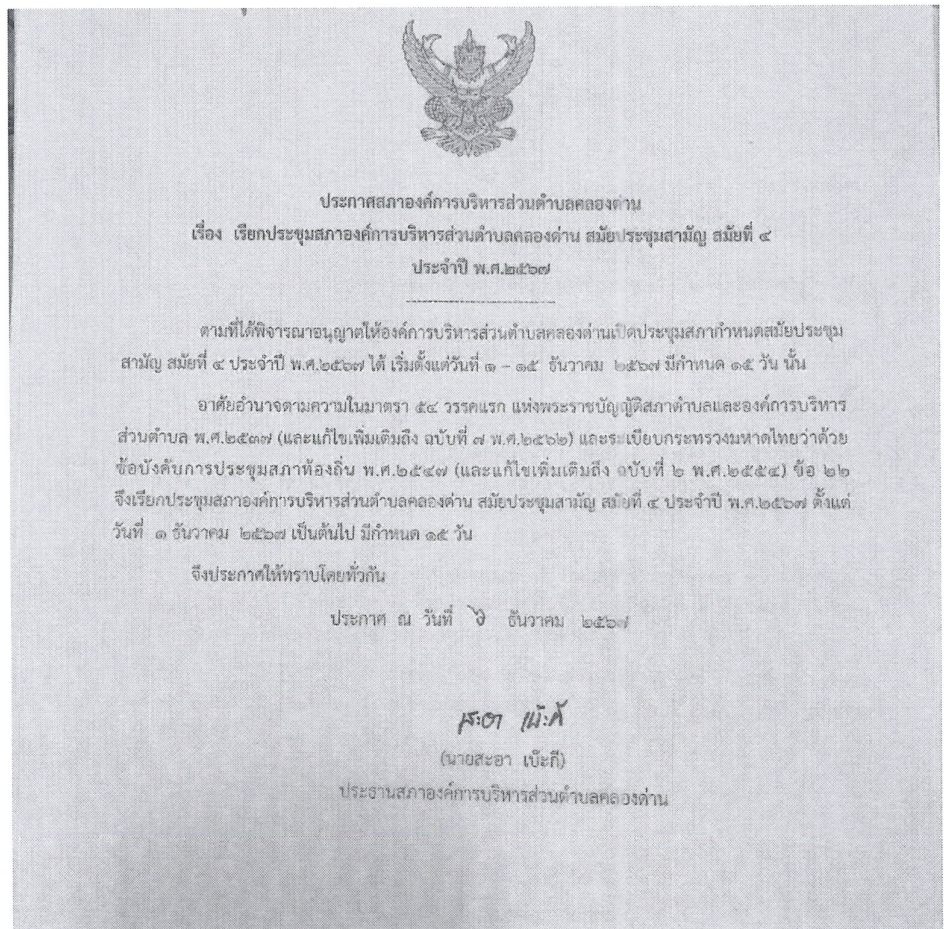 ประกาศสภาองค์การบริหารส่วนตำบลคลองด่าน
เรื่อง เรียกประชุมสภาองค์การบริหารส่วนตำบลคลองด่าน สมัยประชุมสามัญ สมัยที่ ๔
ประจำปี พ.ศ.๒๕๖๗
ตามที่ได้พิจารณาอนุญาตให้องค์การบริหารส่วนตำบลคลองด่านเปิดประชุมสภากำหนดสมัยประชุม
สามัญ สมัยที่ ๔ ประจำปี พ.ศ.๒๕๖๗ ได้ เริ่มตั้งแต่วันที่ ๑ – ๑๕ ธันวาคม ๒๕๖๗ มีกำหนด ๑๕ วัน นั้น
อาศัยอำนาจตามความในมาตรา ๕๔ วรรคแรก แห่งพระราชบัญญัติสภาตำบลและองค์การบริหาร
ส่วนตำบล พ.ศ.๒๕๓๗ (และแก้ไขเพิ่มเติมถึง ฉบับที่ ๗ พ.ศ.๒๕๖๒) และระเบียบกระทรวงมหาดไทยว่าด้วย
ข้อบังคับการประชุมสภาท้องถิ่น พ.ศ.๒๕๔๗ (และแก้ไขเพิ่มเติมถึง ฉบับที่ ๒ พ.ศ.๒๕๕๔) ข้อ ๒๒
จึงเรียกประชุมสภาองค์การบริหารส่วนตำบลคลองด่าน สมัยประชุมสามัญ สมัยที่ ๔ ประจำปี พ.ศ.๒๕๖๗ ตั้งแต่
วันที่ ๑ ธันวาคม ๒๕๖๗ เป็นต้นไป มีกำหนด ๑๕ วัน
จึงประกาศให้ทราบโดยทั่วกัน
ประกาศ ณ วันที่ ธันวาคม ๒๕๖๗
(นายสะอา เบ๊ะกี)
ประธานสภาองค์การบริหารส่วนตำบลคลองด่าน